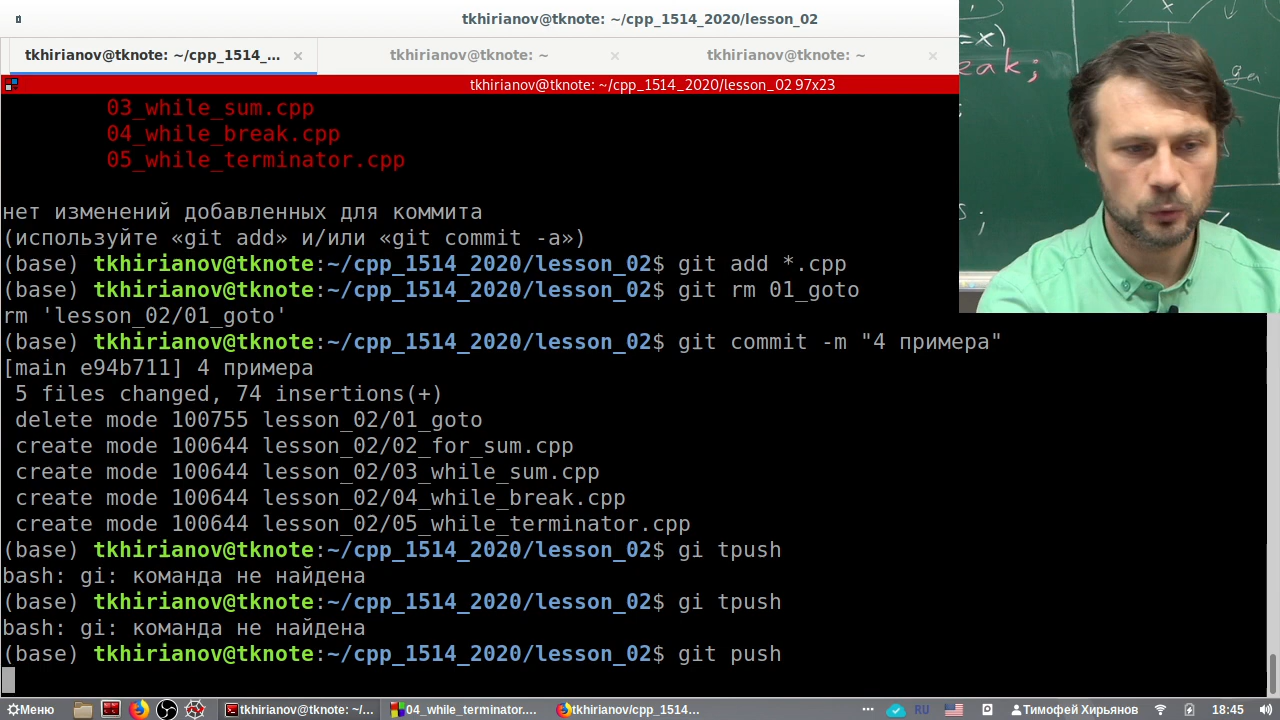 tkhirianov@tknote: ~/cpp_1514_2020/lesson_02
tkhirianov@tknote: ~/cpp_1514_... ×
tkhirianov@tknote: ~ ×
tkhirianov@tknote: ~ ×
tkhirianov@tknote: ~/cpp_1514_2020/lesson_02 97x23
03_while_sum.cpp
04_while_break.cpp
05_while_terminator.cpp
нет изменений добавленных для коммита
(используйте «git add» и/или «git commit -a»)
(base) tkhirianov@tknote:~/cpp_1514_2020/lesson_02$ git add *.cpp
(base) tkhirianov@tknote:~/cpp_1514_2020/lesson_02$ git rm 01_goto
rm 'lesson_02/01_goto'
(base) tkhirianov@tknote:~/cpp_1514_2020/lesson_02$ git commit -m "4 примера"
[main e94b711] 4 примера
5 files changed, 74 insertions(+)
delete mode 100755 lesson_02/01_goto
create mode 100644 lesson_02/02_for_sum.cpp
create mode 100644 lesson_02/03_while_sum.cpp
create mode 100644 lesson_02/04_while_break.cpp
create mode 100644 lesson_02/05_while_terminator.cpp
(base) tkhirianov@tknote:~/cpp_1514_2020/lesson_02$ gi tpush
bash: gi: команда не найдена
(base) tkhirianov@tknote:~/cpp_1514_2020/lesson_02$ gi tpush
bash: gi: команда не найдена
(base) tkhirianov@tknote:~/cpp_1514_2020/lesson_02$ git push
=x)
eak;
Меню
tkhirianov@tknote: ~/...
04_while_terminator....
tkhirianov/cpp_1514...
RU
Тимофей Хирьянов
18:45